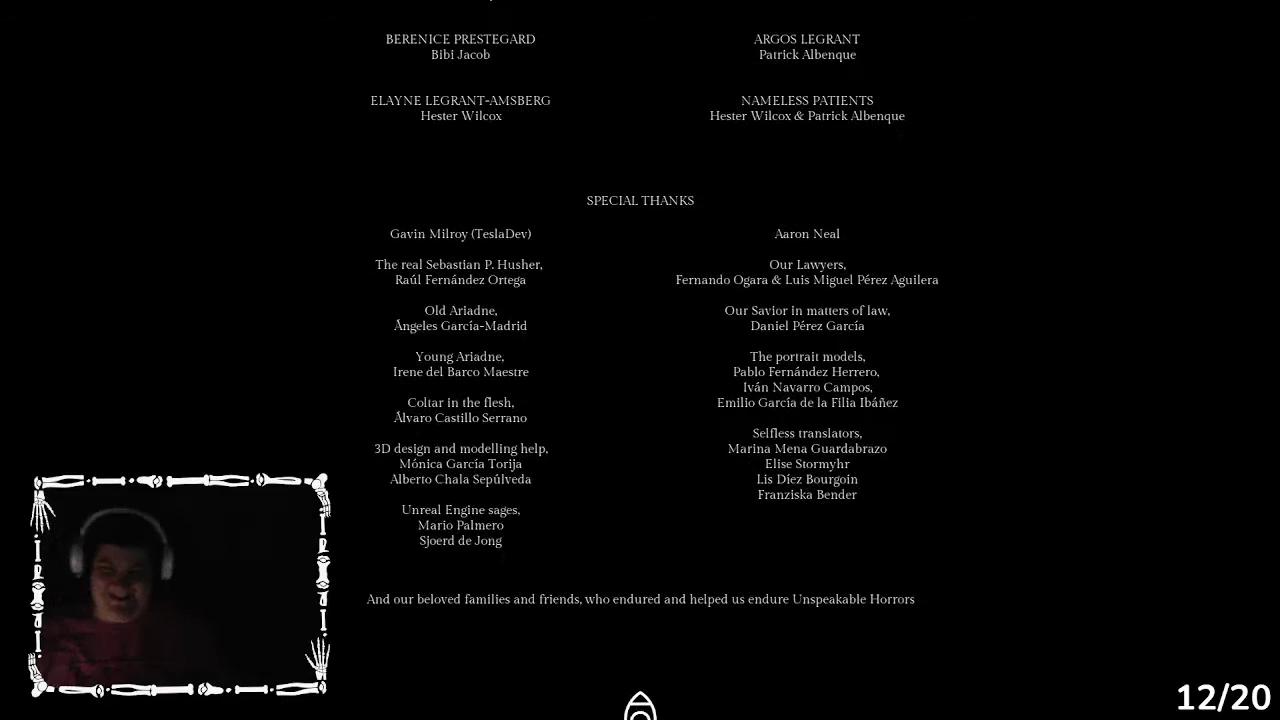 BERENICE PRESTEGARD
Bibi Jacob
ARGOS LEGRANT
Patrick Albenque
ELAYNE LEGRANT-AMSBERG
Hester Wilcox
NAMELESS PATIENTS
Hester Wilcox & Patrick Albenque
SPECIAL THANKS
Gavin Milroy (TeslaDev)
The real Sebastian P. Husher,
Raúl Fernández Ortega
Old Ariadne,
Ángeles García-Madrid
Young Ariadne,
Irene del Barco Maestre
Coltar in the flesh,
Álvaro Castillo Serrano
3D design and modelling help,
Mónica García Torija
Alberto Chala Sepúlveda
Unreal Engine sages,
Mario Palmero
Sjoerd de Jong
Aaron Neal
Our Lawyers,
Fernando Ogara & Luis Miguel Pérez Aguilera
Our Savior in matters of law,
Daniel Pérez García
The portrait models,
Pablo Fernández Herrero,
Iván Navarro Campos,
Emilio García de la Filia Ibáñez
Selfless translators,
Marina Mena Guardabrazo
Elise Stormyhr
Lis Díez Bourgoin
Franziska Bender
And our beloved families and friends, who endured and helped us endure Unspeakable Horrors
12/20